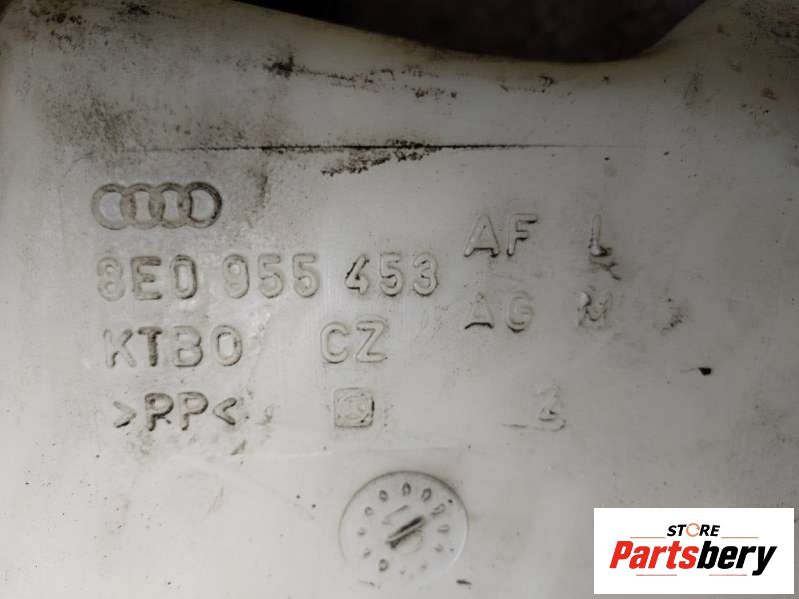 AF L
8E0 955 453
AG M
KTBO CZ
>PP<
3
STORE
Partsbery